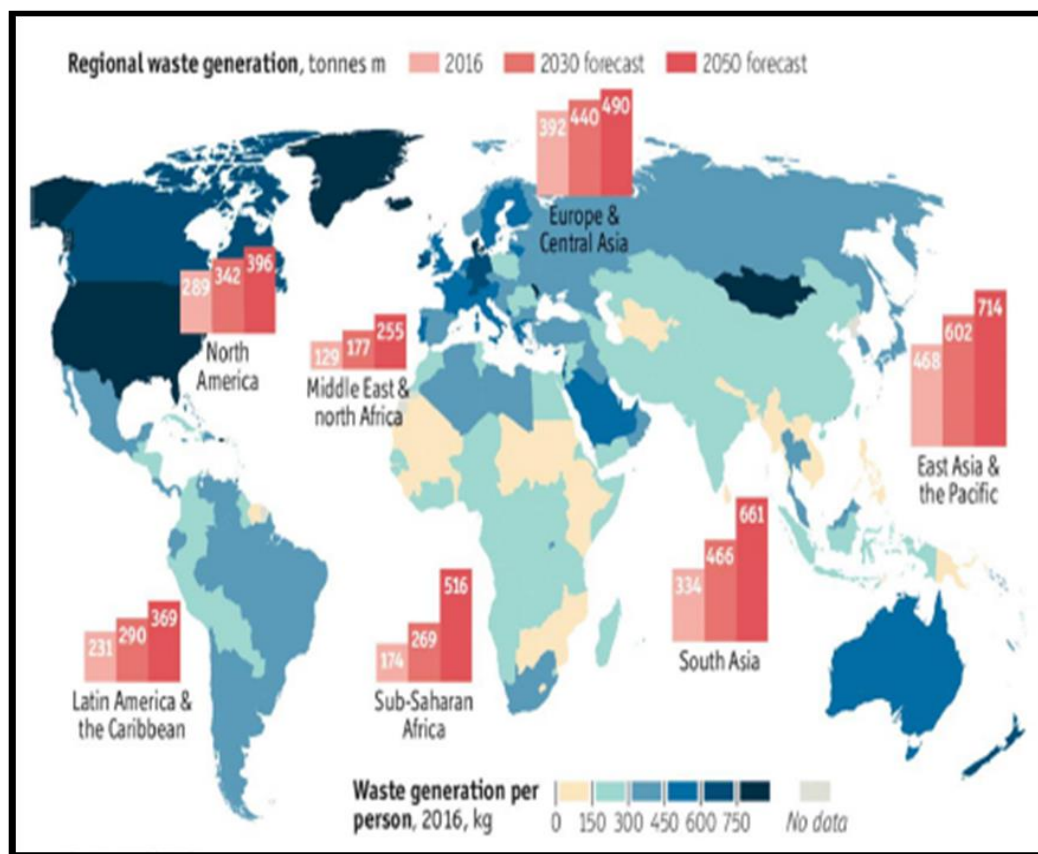 Regional waste generation, tonnes m 2016 2030 forecast 2050 forecast
392 440 490
Europe &
Central Asia
289 342 396
North
America
129 177 255
Middle East &
north Africa
468 602 714
East Asia &
the Pacific
334 466 661
South Asia
231 290 369
Latin America &
the Caribbean
174 269 516
Sub-Saharan
Africa
Waste generation per
person, 2016, kg
0 150 300 450 600 750 No data